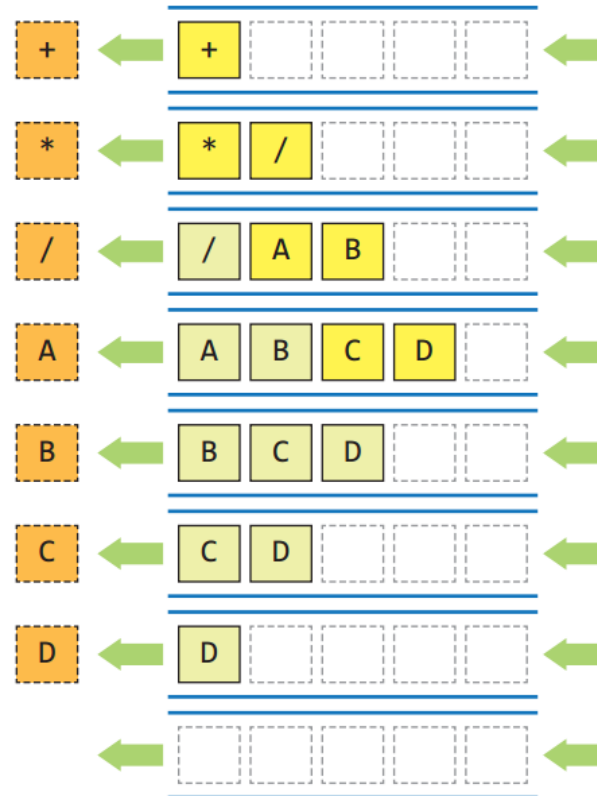 + +
* * /
/ / A B
A A B C D
B B C D
C C D
D D